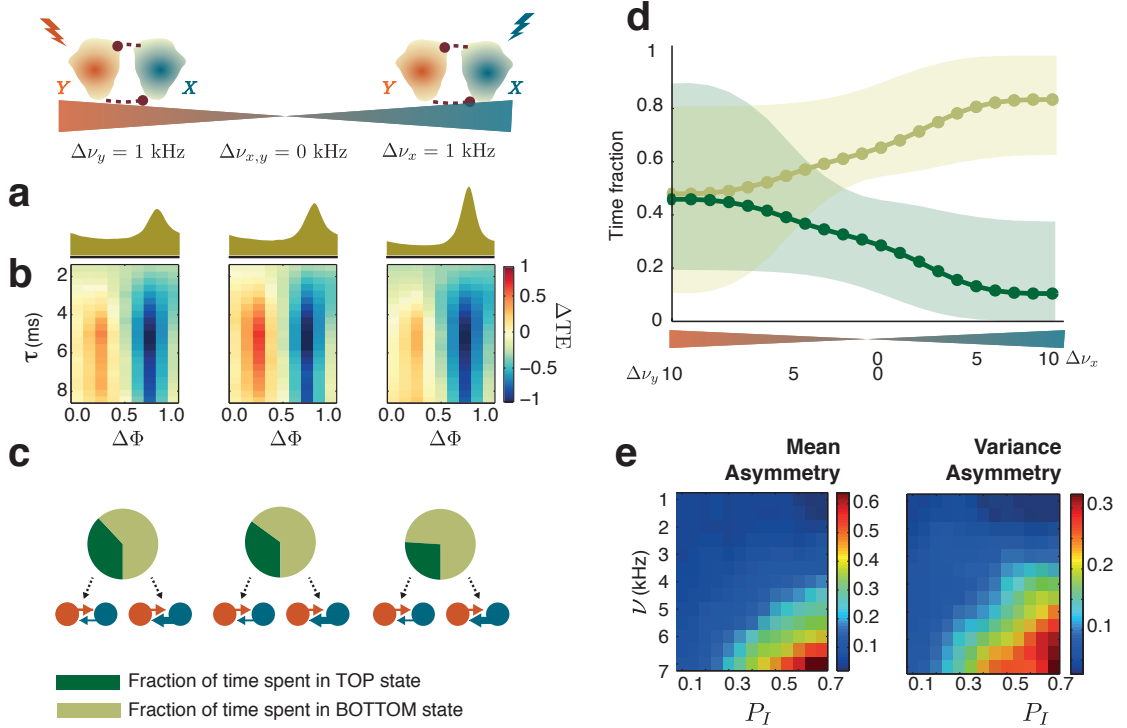 Y X Y X
Δν_y = 1 kHz Δν_{x,y} = 0 kHz Δν_x = 1 kHz
a
b
2
4
6
8
τ (ms)
0.0 0.5 1.0 0.0 0.5 1.0 0.0 0.5 1.0
ΔΦ ΔΦ ΔΦ
1
0.5
0
−0.5
−1
ΔTE
c
Fraction of time spent in TOP state
Fraction of time spent in BOTTOM state
d
1
0.8
0.6
0.4
0.2
0
Time fraction
Δν_y 10 5 0 5 10 Δν_x
e
Mean
Asymmetry
1
2
3
4
5
6
7
ν (kHz)
0.1 0.3 0.5 0.7
P_I
0.6
0.5
0.4
0.3
0.2
0.1
Variance
Asymmetry
0.1 0.3 0.5 0.7
P_I
0.3
0.2
0.1